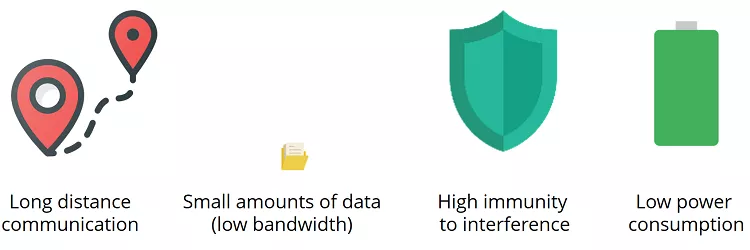 Long distance
communication
Small amounts of data
(low bandwidth)
High immunity
to interference
Low power
consumption